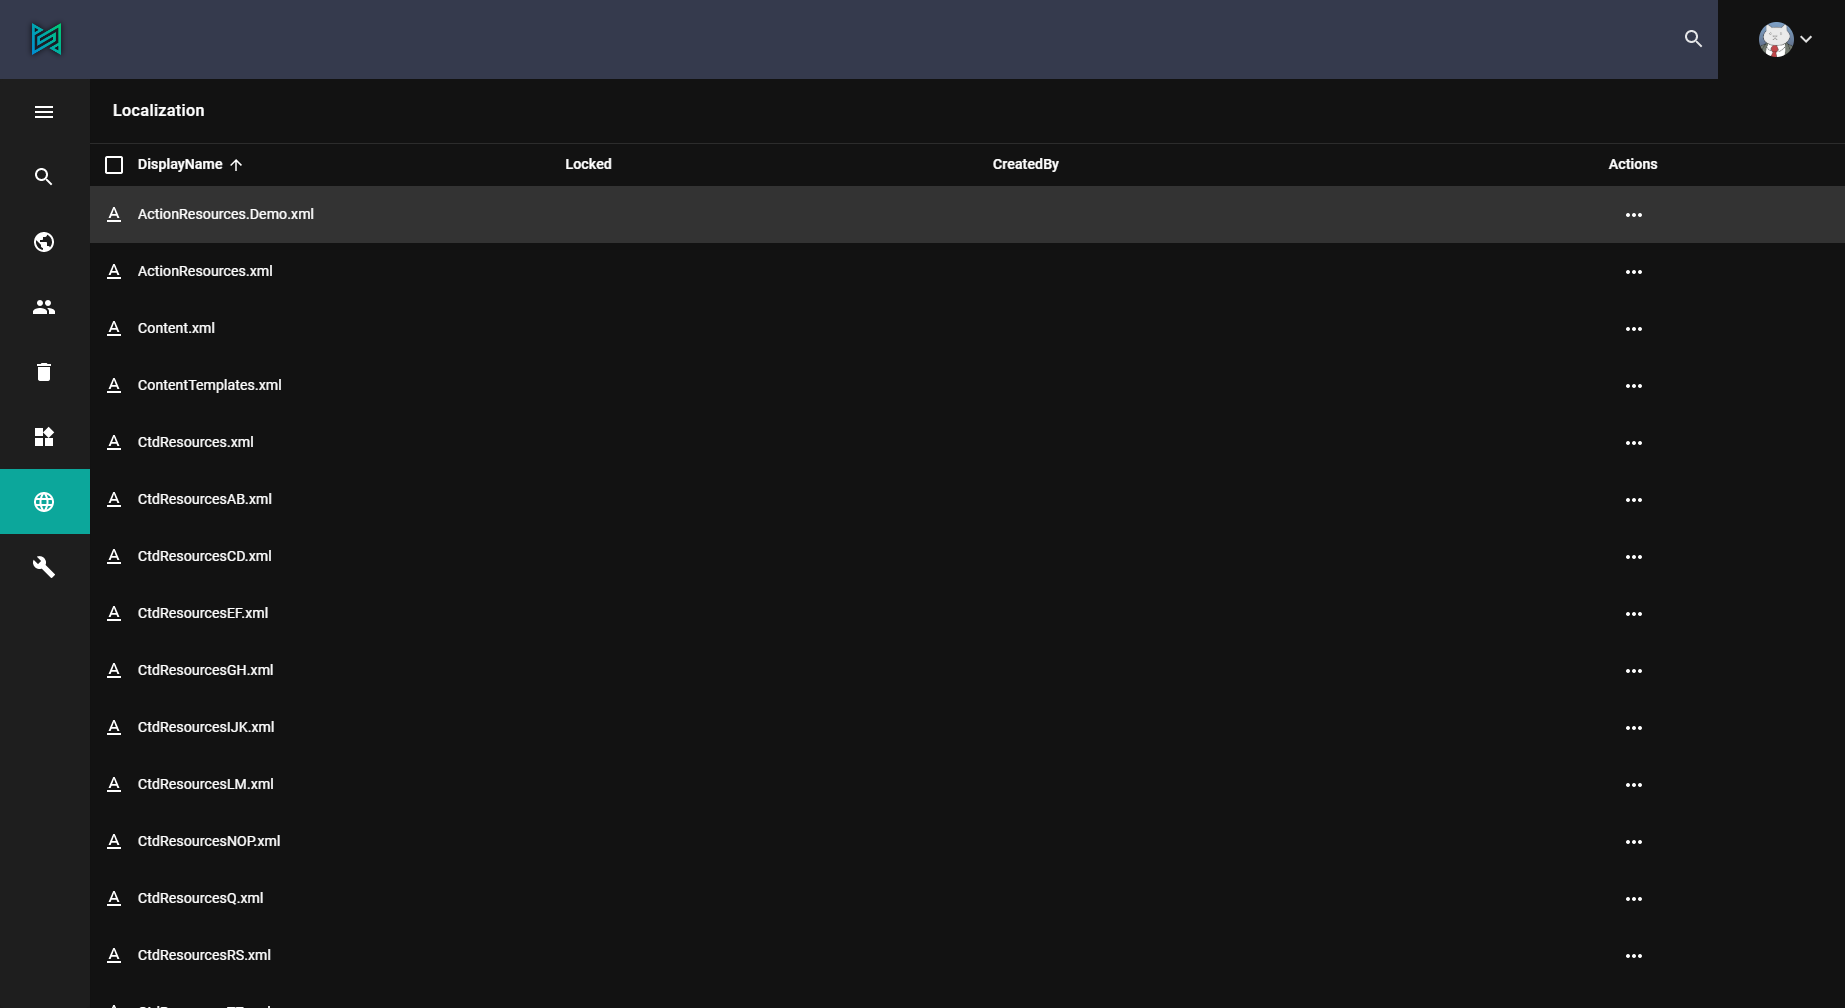 Localization
DisplayName Locked CreatedBy Actions
ActionResources.Demo.xml
ActionResources.xml
Content.xml
ContentTemplates.xml
CtdResources.xml
CtdResourcesAB.xml
CtdResourcesCD.xml
CtdResourcesEF.xml
CtdResourcesGH.xml
CtdResourcesIJK.xml
CtdResourcesLM.xml
CtdResourcesNOP.xml
CtdResourcesQ.xml
CtdResourcesRS.xml